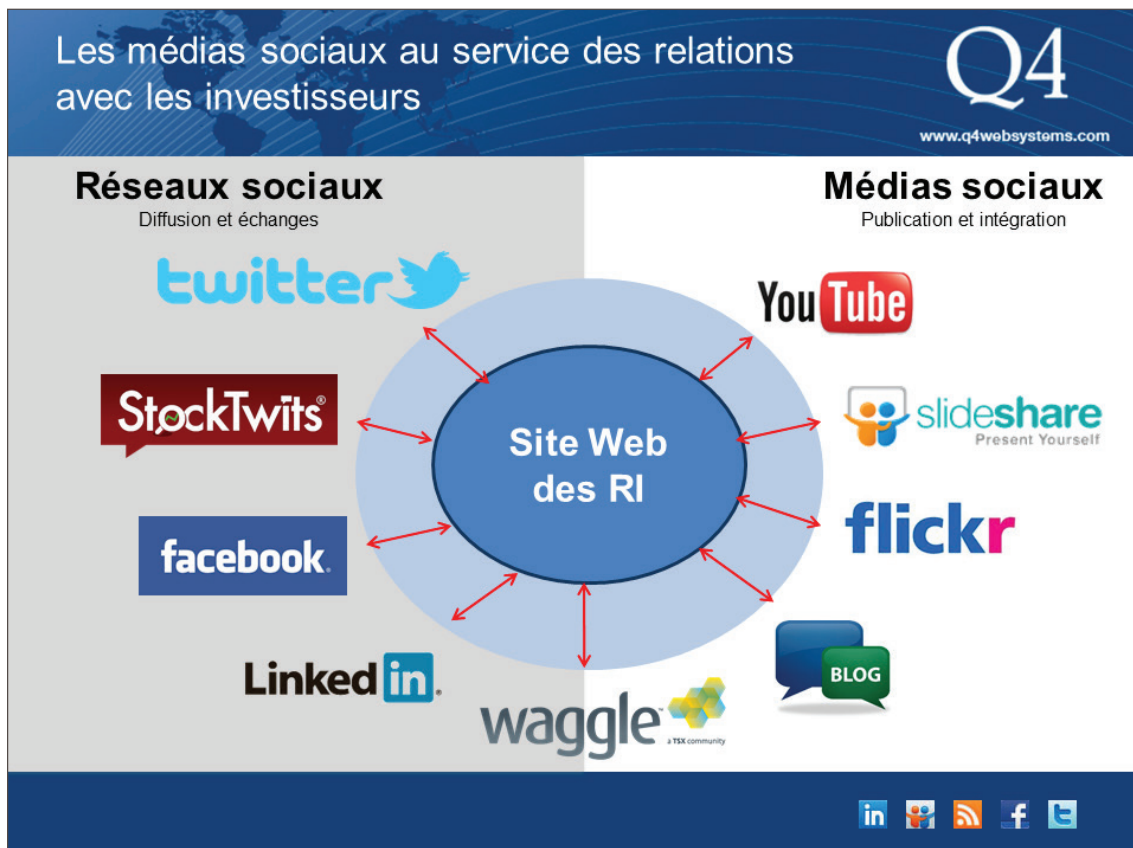 Les médias sociaux au service des relations
avec les investisseurs
Q4
www.q4websystems.com
Réseaux sociaux
Diffusion et échanges
Médias sociaux
Publication et intégration
twitter
YouTube
StockTwits®
slideshare
Present Yourself
Site Web
des RI
facebook®
flickr
LinkedIn®
BLOG
waggle™
a TSX community
in
f
t